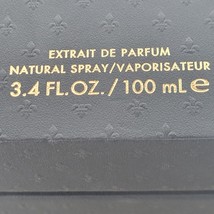 EXTRAIT DE PARFUM
NATURAL SPRAY/VAPORISATEUR
3.4 FL.OZ./100 mL ℮